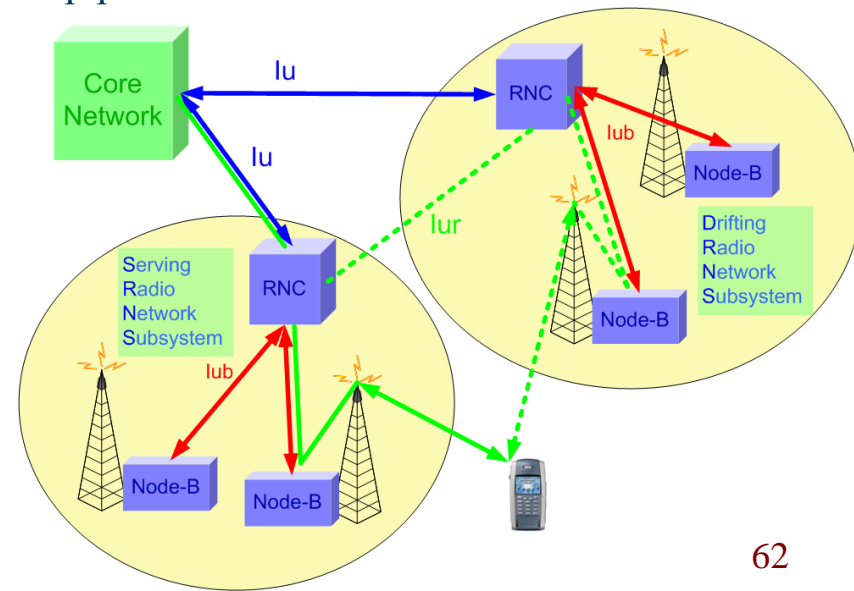 Core
Network
Iu
Iu
RNC
Iub
Node-B
Drifting
Radio
Network
Subsystem
Node-B
Iur
Serving
Radio
Network
Subsystem
RNC
Iub
Node-B
Node-B
62